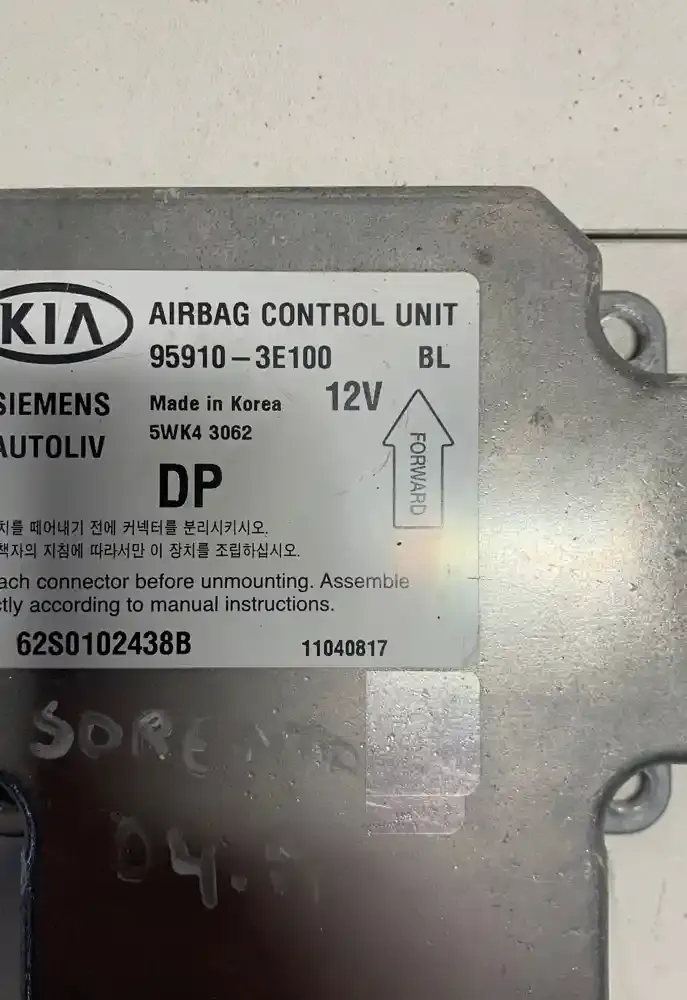 KIA
AIRBAG CONTROL UNIT
95910-3E100 BL
SIEMENS
AUTOLIV
Made in Korea 12V
5WK4 3062
FORWARD
DP
치를 떼어내기 전에 커넥터를 분리시키시오.
책자의 지침에 따라서만 이 장치를 조립하십시오.
ach connector before unmounting. Assemble
ctly according to manual instructions.
62S0102438B 11040817